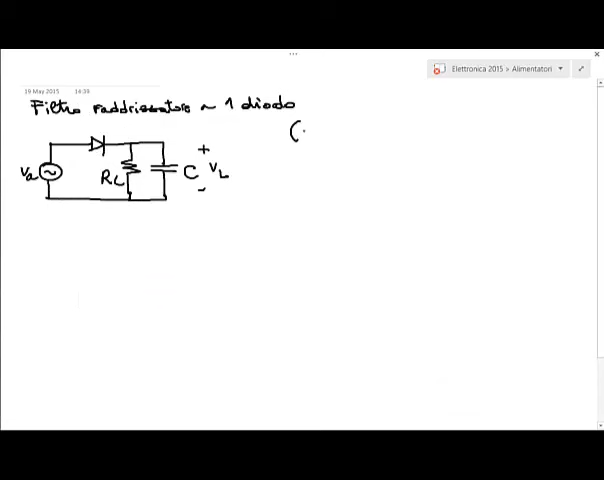 Elettronica 2015 » Alimentatori
19 May 2015 14:39
Filtro raddrizzatore ~ 1 diodo
(
Va
RL
C
+
VL
-